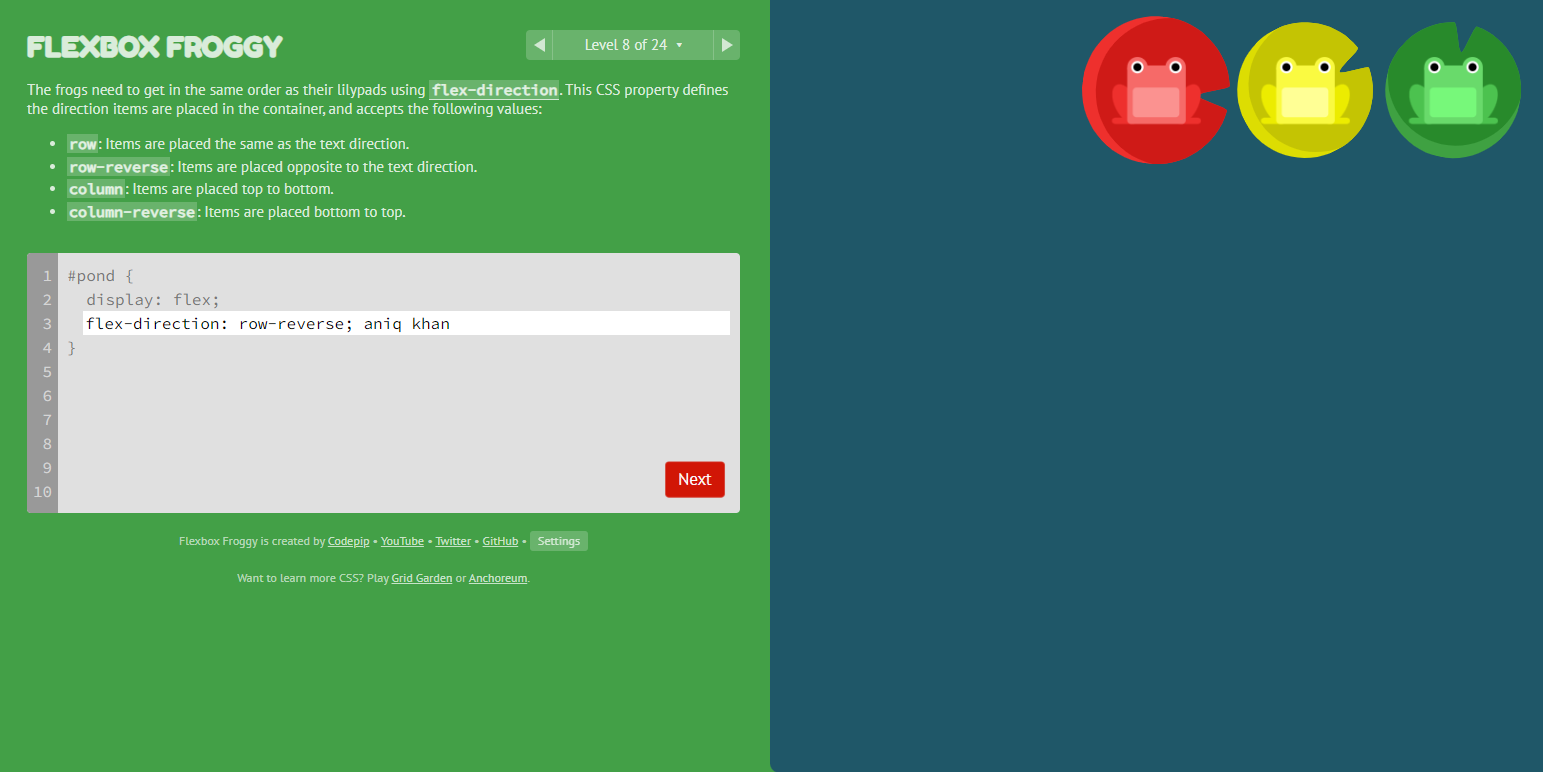 FLEXBOX FROGGY
◀ Level 8 of 24 ▼ ▶
The frogs need to get in the same order as their lilypads using flex-direction. This CSS property defines
the direction items are placed in the container, and accepts the following values:
• row: Items are placed the same as the text direction.
• row-reverse: Items are placed opposite to the text direction.
• column: Items are placed top to bottom.
• column-reverse: Items are placed bottom to top.
1 #pond {
2 display: flex;
3 flex-direction: row-reverse; aniq khan
4 }
5
6
7
8
9
10
Next
Flexbox Froggy is created by Codepip • YouTube • Twitter • GitHub • Settings
Want to learn more CSS? Play Grid Garden or Anchoreum.